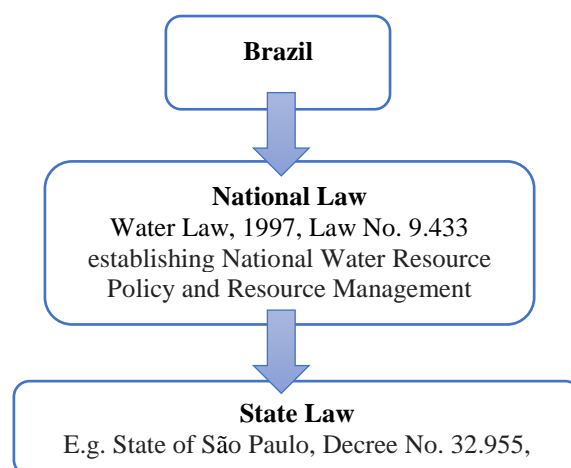 Brazil
National Law
Water Law, 1997, Law No. 9.433
establishing National Water Resource
Policy and Resource Management
State Law
E.g. State of São Paulo, Decree No. 32.955,